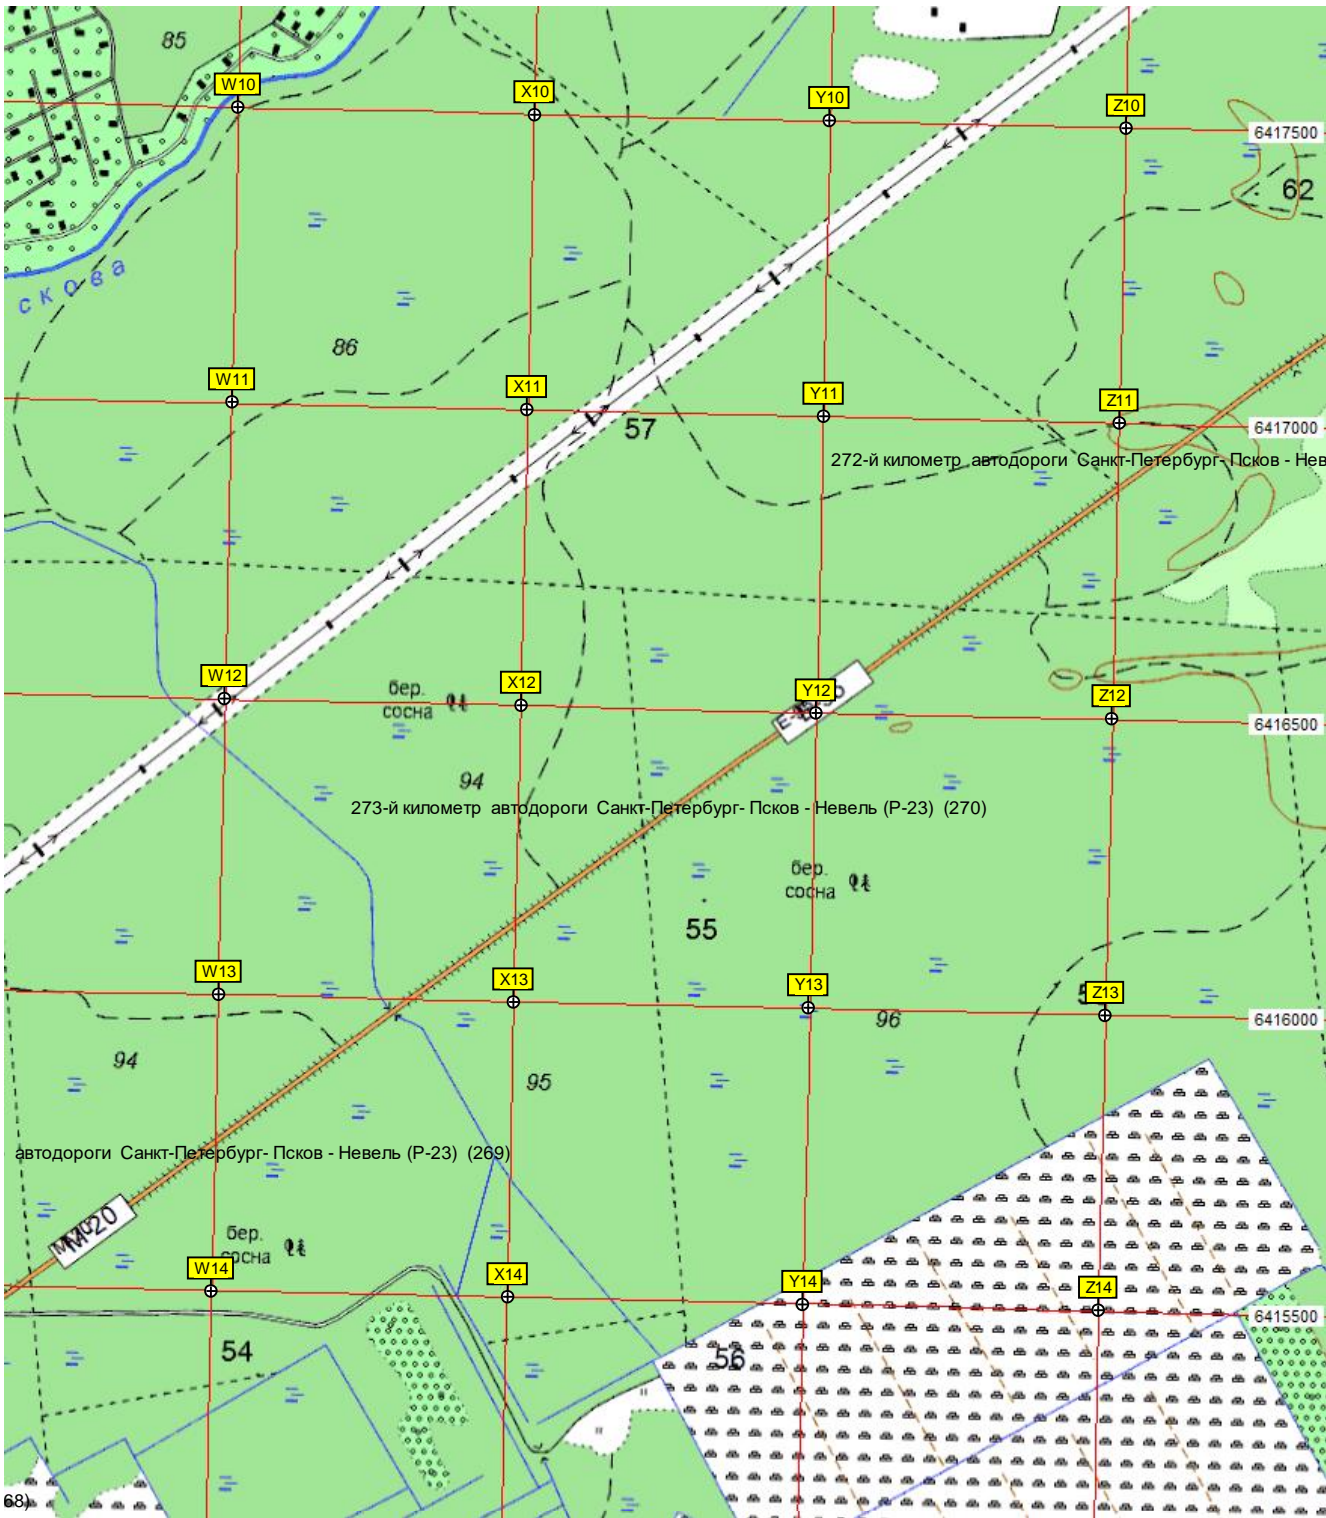 85
W10
X10
Y10
Z10
6417500
62
скова
86
W11
X11
Y11
Z11
6417000
57
272-й километр автодороги Санкт-Петербург- Псков - Нев
W12
X12
Y12
Z12
бер.
сосна
E-
6416500
94
273-й километр автодороги Санкт-Петербург- Псков - Невель (Р-23) (270)
бер.
сосна
55
W13
X13
Y13
Z13
96
6416000
94
95
автодороги Санкт-Петербург- Псков - Невель (Р-23) (269)
М-20
бер.
сосна
W14
X14
Y14
Z14
6415500
54
56
68)